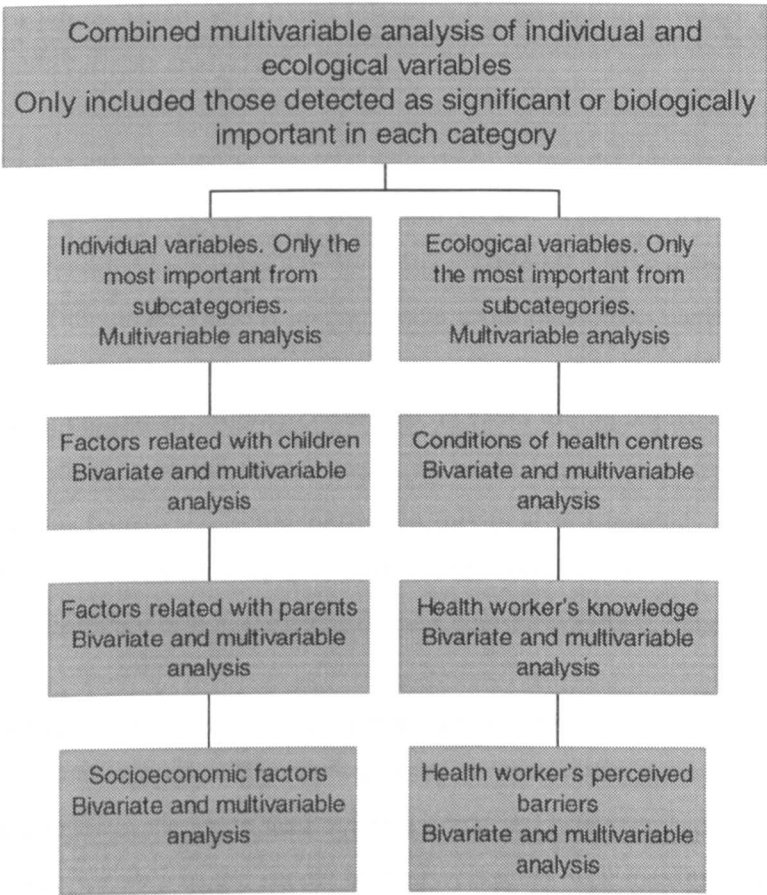 Combined multivariable analysis of individual and
ecological variables
Only included those detected as significant or biologically
important in each category
Individual variables. Only the
most important from
subcategories.
Multivariable analysis
Ecological variables. Only
the most important from
subcategories.
Multivariable analysis
Factors related with children
Bivariate and multivariable
analysis
Conditions of health centres
Bivariate and multivariable
analysis
Factors related with parents
Bivariate and multivariable
analysis
Health worker's knowledge
Bivariate and multivariable
analysis
Socioeconomic factors
Bivariate and multivariable
analysis
Health worker's perceived
barriers
Bivariate and multivariable
analysis